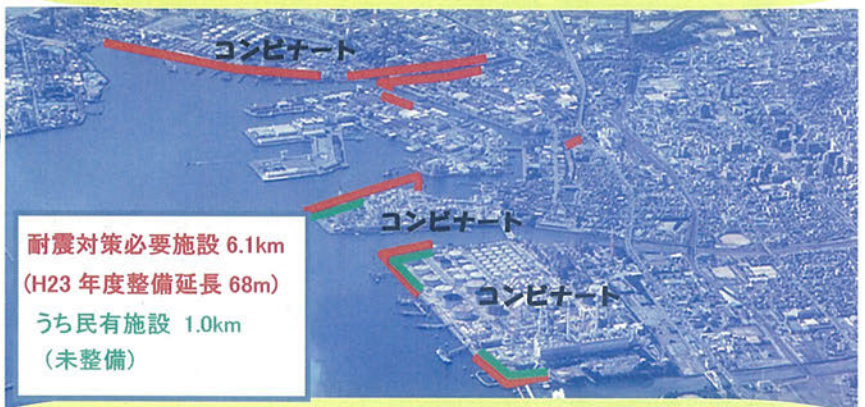 コンビナート
コンビナート
コンビナート
耐震対策必要施設 6.1km
(H23 年度整備延長 68m)
うち民有施設 1.0km
(未整備)